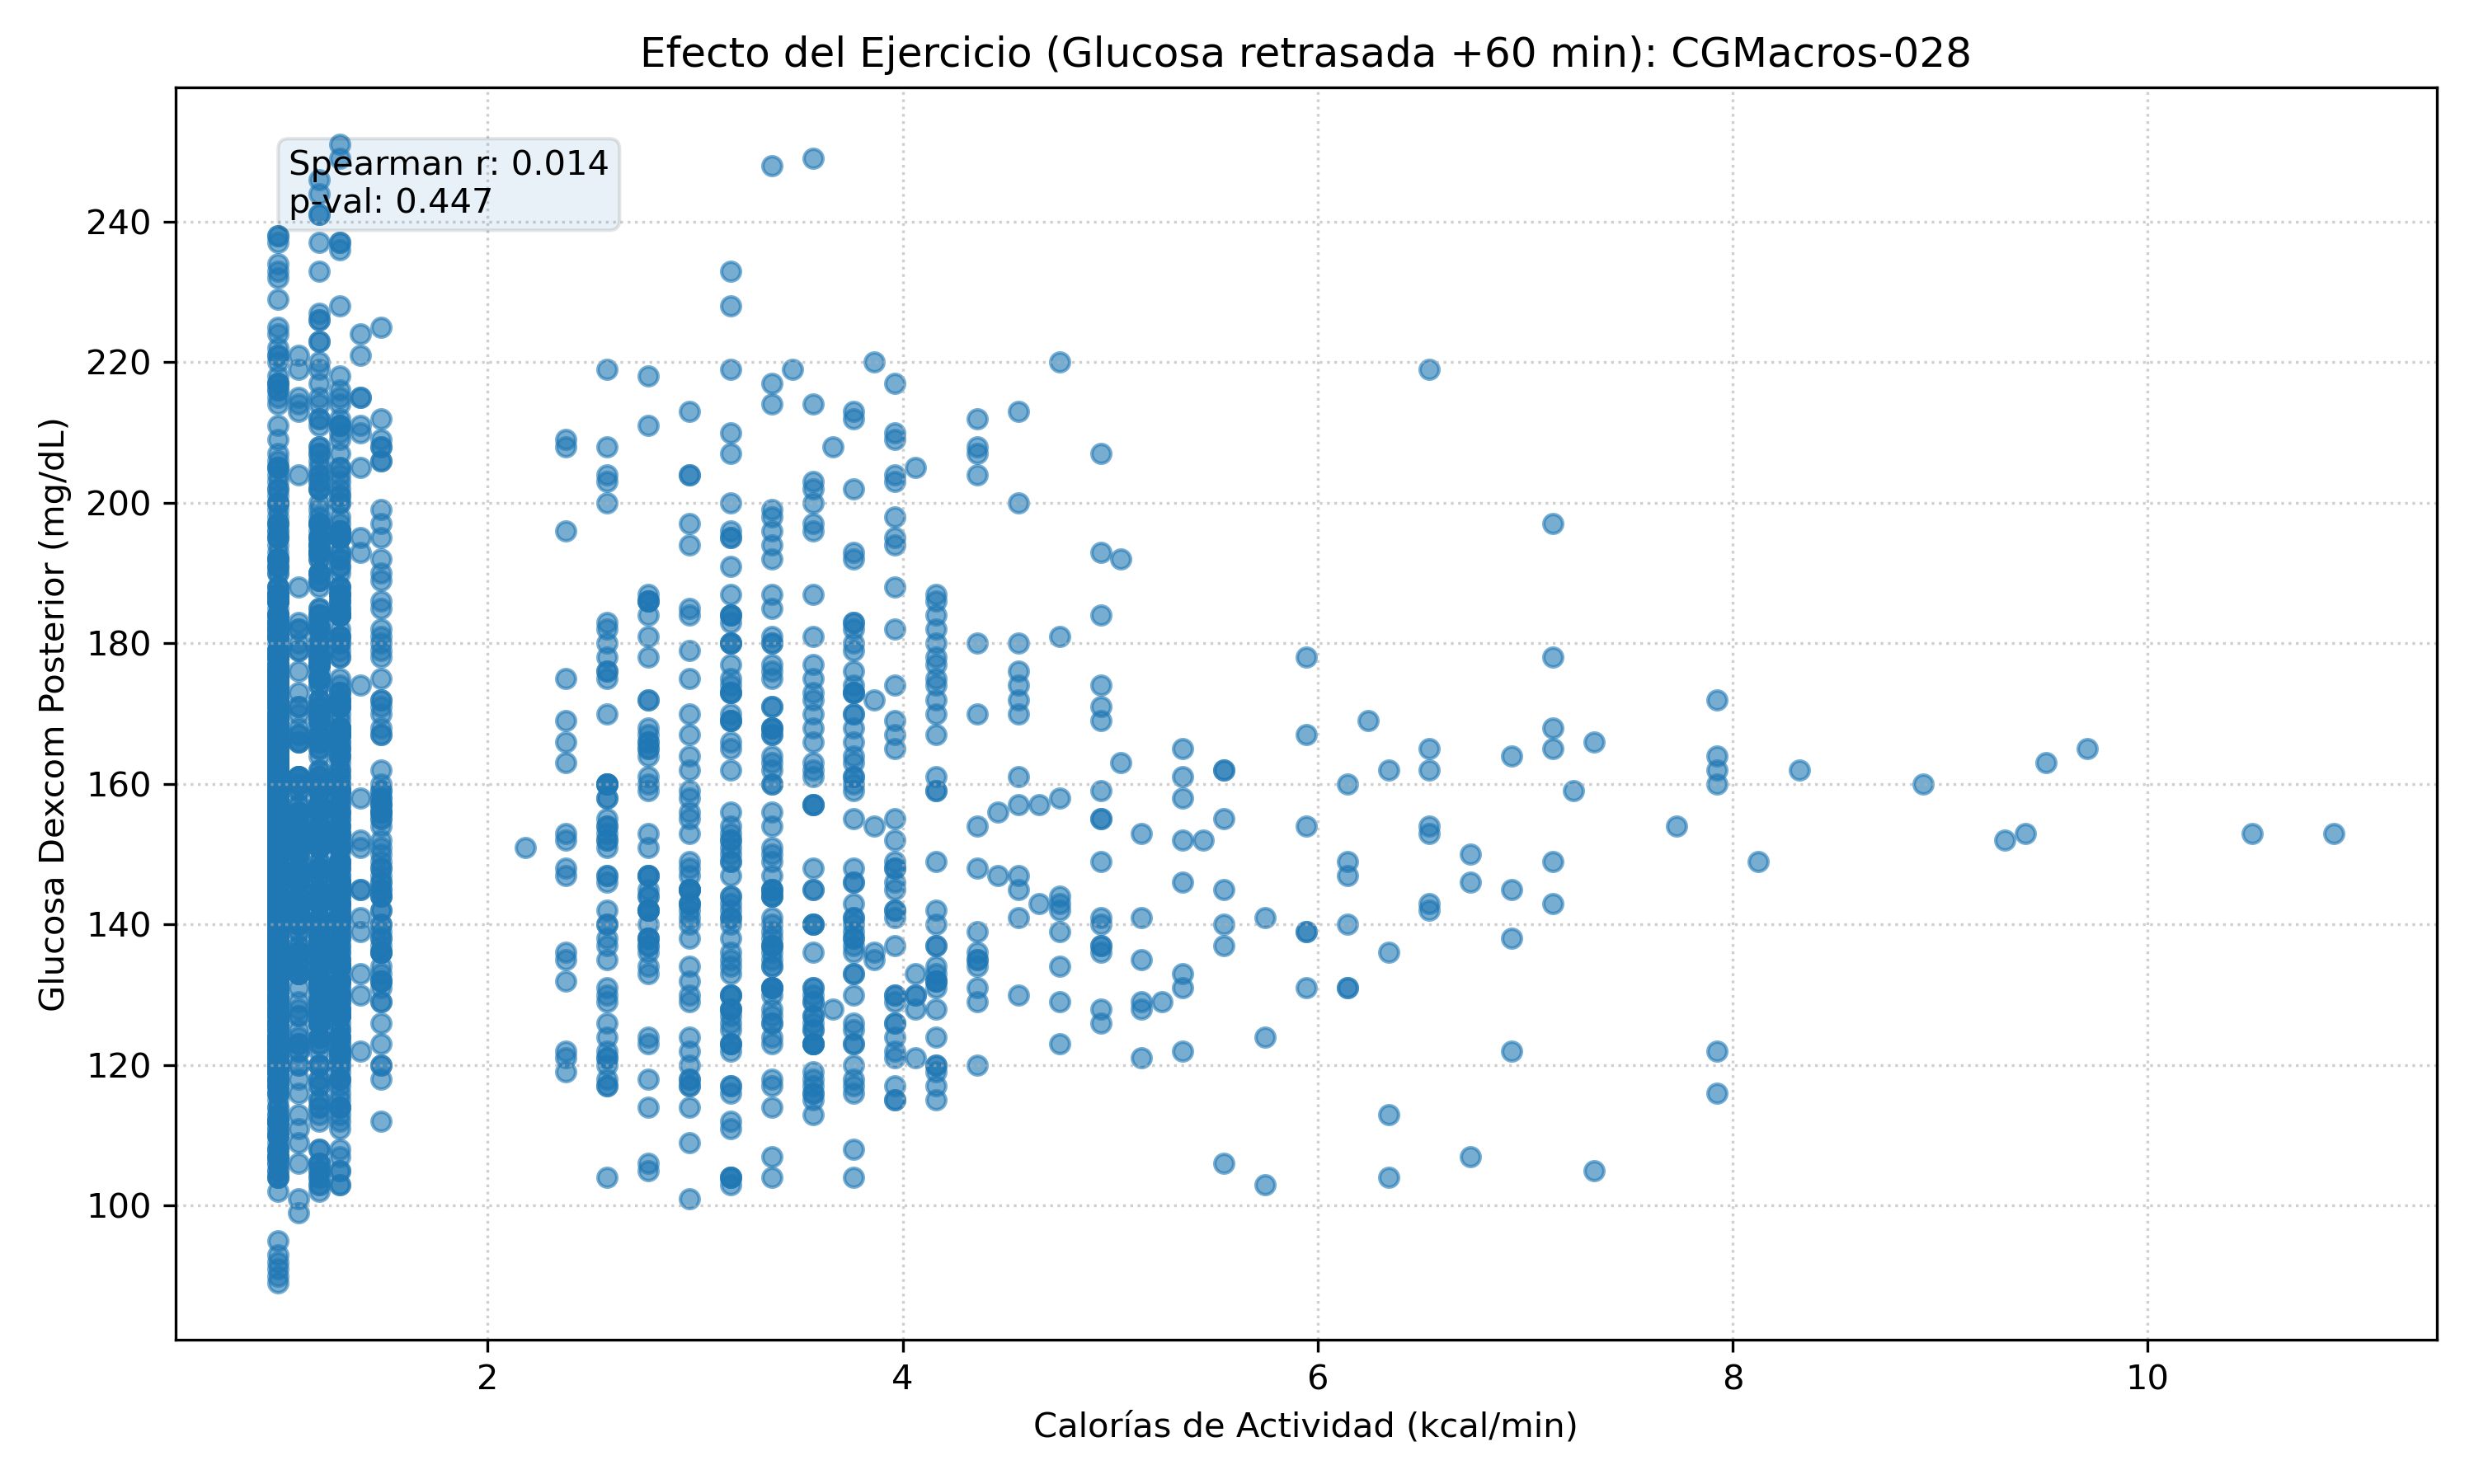 Efecto del Ejercicio (Glucosa retrasada +60 min): CGMacros-028
Spearman r: 0.014
p-val: 0.447
Glucosa Dexcom Posterior (mg/dL)
240
220
200
180
160
140
120
100
2
4
6
8
10
Calorías de Actividad (kcal/min)